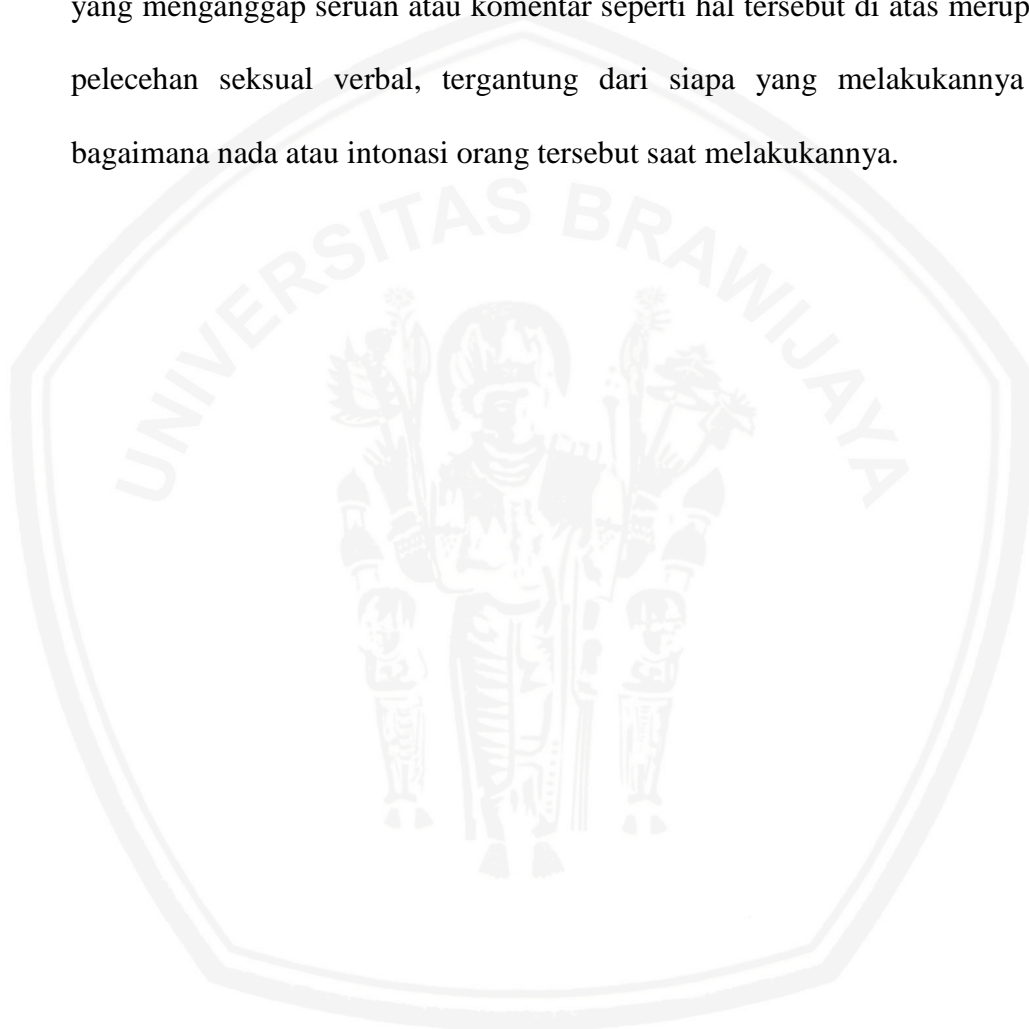 yang menganggap seruan atau komentar seperti hal tersebut di atas merup
pelecehan seksual verbal, tergantung dari siapa yang melakukannya
bagaimana nada atau intonasi orang tersebut saat melakukannya.
UNIVERSITAS BRAWIJAYA